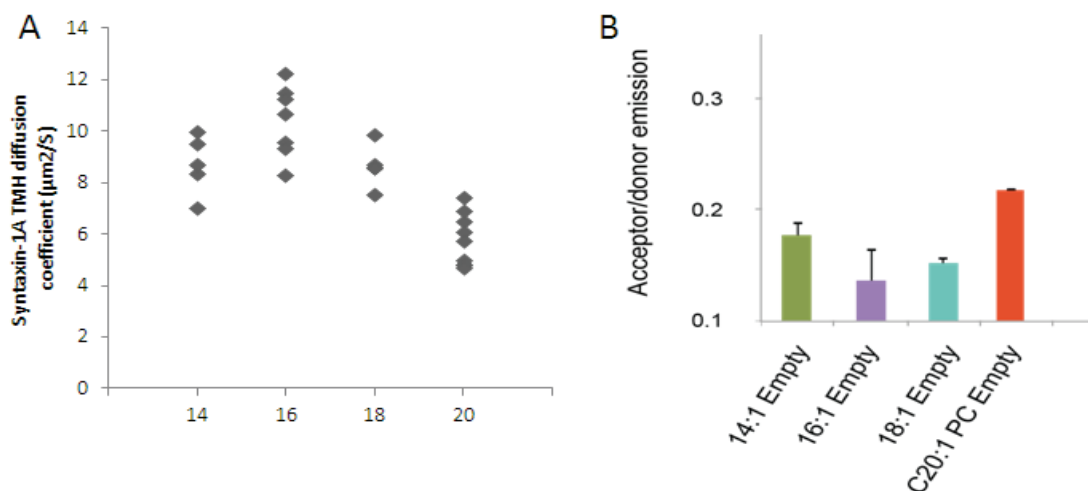 A
Syntaxin-1A TMH diffusion
coefficient (µm2/S)
14
12
10
8
6
4
2
0
14 16 18 20
B
Acceptor/donor emission
0.3
0.2
0.1
14:1 Empty
16:1 Empty
18:1 Empty
C20:1 PC Empty